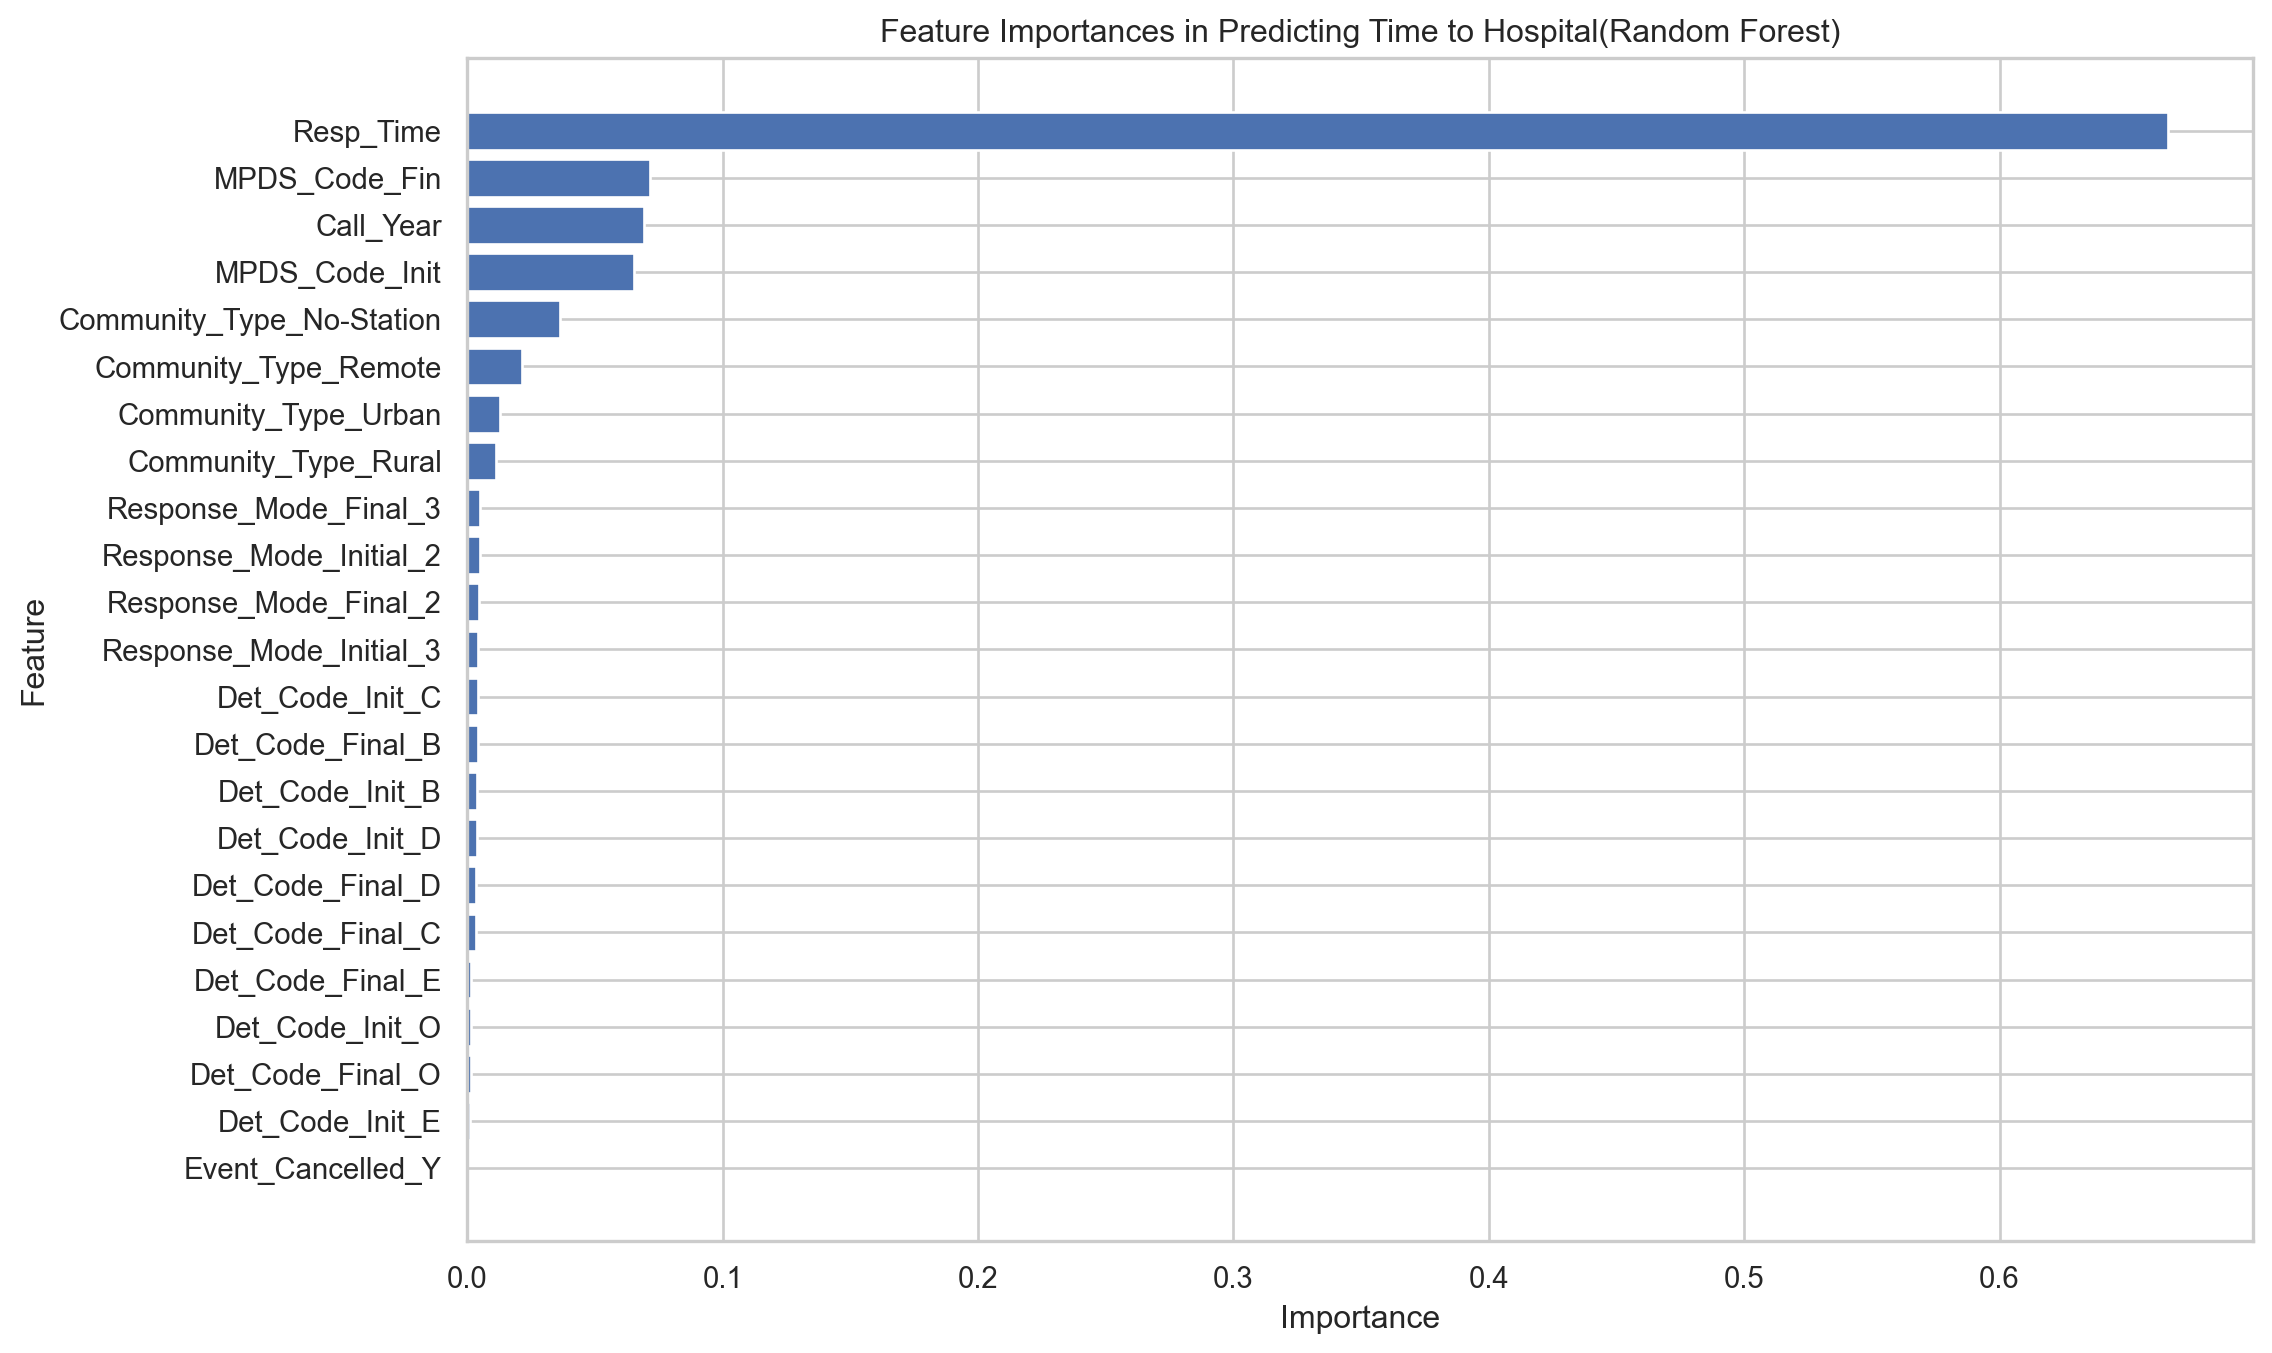 Feature Importances in Predicting Time to Hospital(Random Forest)
Resp_Time
MPDS_Code_Fin
Call_Year
MPDS_Code_Init
Community_Type_No-Station
Community_Type_Remote
Community_Type_Urban
Community_Type_Rural
Response_Mode_Final_3
Response_Mode_Initial_2
Response_Mode_Final_2
Response_Mode_Initial_3
Det_Code_Init_C
Det_Code_Final_B
Det_Code_Init_B
Det_Code_Init_D
Det_Code_Final_D
Det_Code_Final_C
Det_Code_Final_E
Det_Code_Init_O
Det_Code_Final_O
Det_Code_Init_E
Event_Cancelled_Y
Feature
0.0 0.1 0.2 0.3 0.4 0.5 0.6
Importance